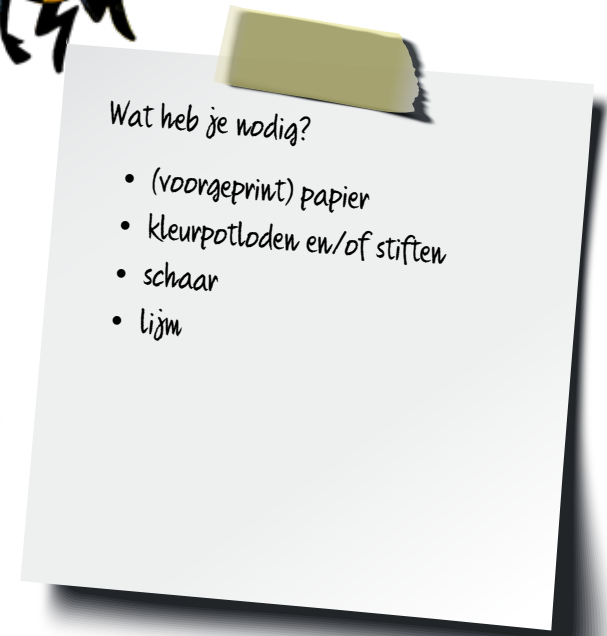 Wat heb je nodig?
• (voorgeprint) papier
• kleurpotloden en/of stiften
• schaar
• lijm